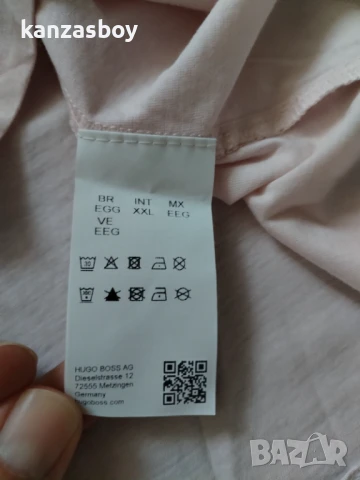 kanzasboy
BR INT MX
EGG XXL EEG
VE
EEG
HUGO BOSS AG
Dieselstrasse 12
72555 Metzingen
Germany
hugoboss.com
BAZAR